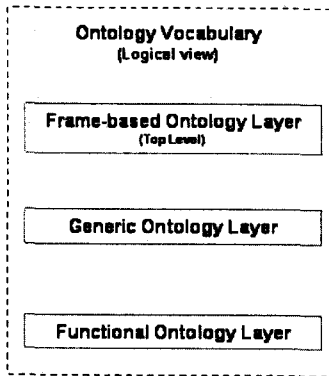 Ontology Vocabulary
(Logical view)
Frame-based Ontology Layer
(Top Level)
Generic Ontology Layer
Functional Ontology Layer